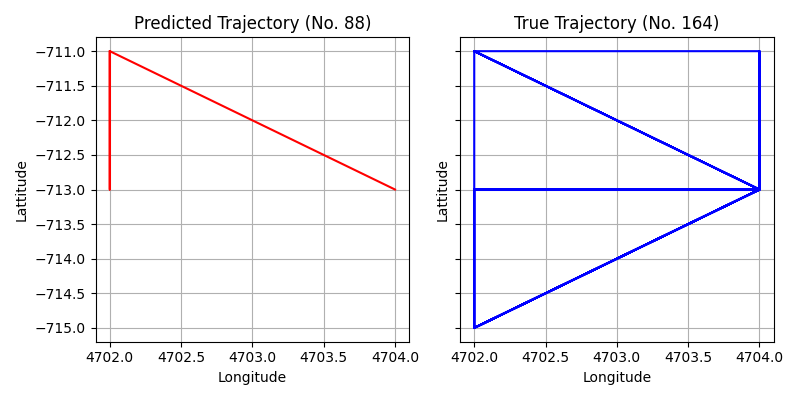 Predicted Trajectory (No. 88)
−711.0
−711.5
−712.0
−712.5
−713.0
−713.5
−714.0
−714.5
−715.0
Lattitude
4702.0 4702.5 4703.0 4703.5 4704.0
Longitude
True Trajectory (No. 164)
Lattitude
4702.0 4702.5 4703.0 4703.5 4704.0
Longitude